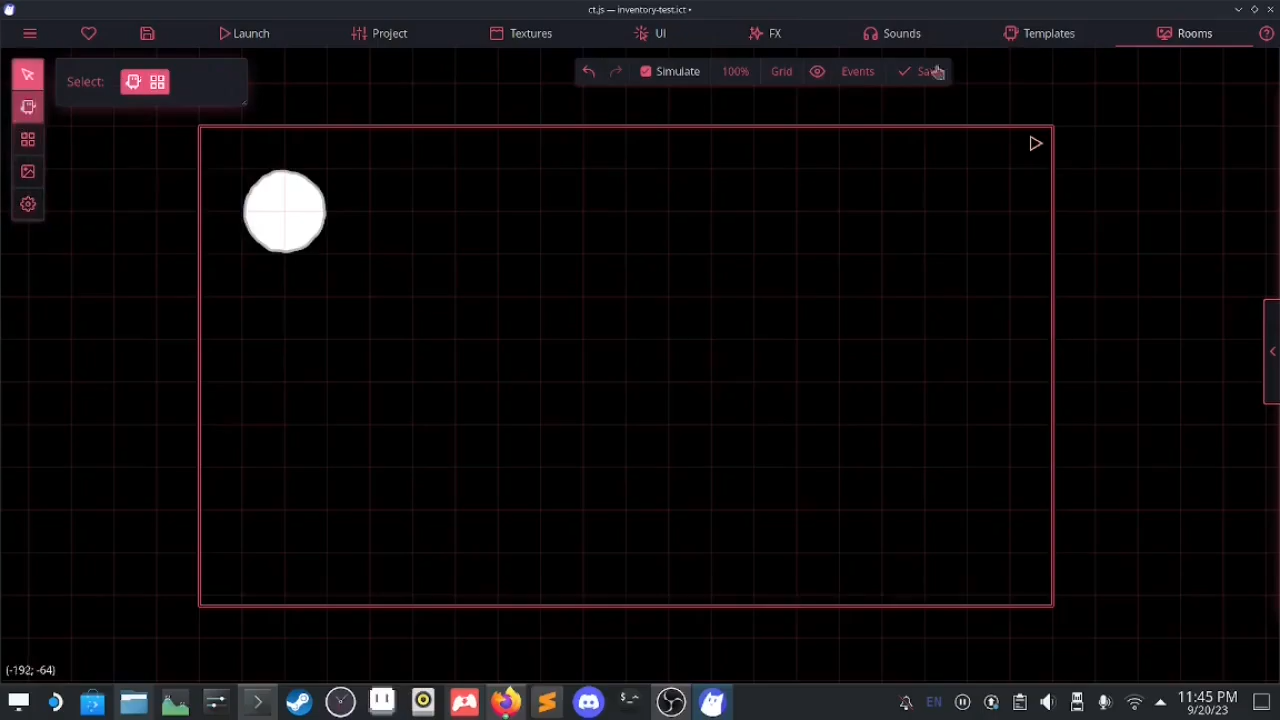 ct.js — inventory-test.ict •
Launch
Project
Textures
UI
FX
Sounds
Templates
Rooms
Select:
Simulate
100%
Grid
Events
(-192; -64)
EN
11:45 PM
9/20/23